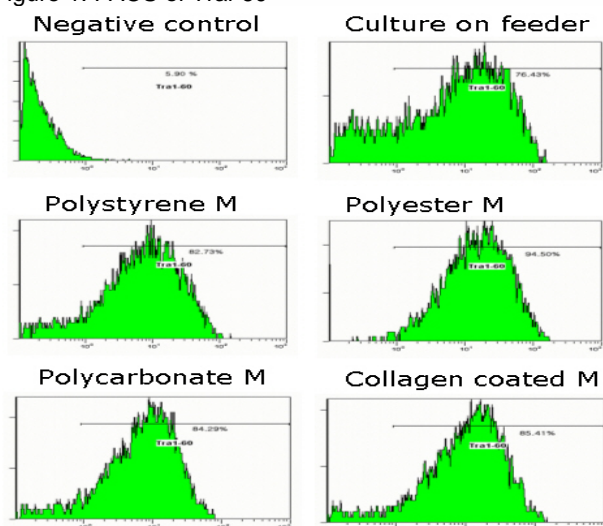 Negative control
Culture on feeder
5.90 %
Tra1-60
76.43%
Tra1-60
Polystyrene M
Polyester M
82.73%
Tra1-60
94.50%
Tra1-60
Polycarbonate M
Collagen coated M
84.29%
Tra1-60
85.41%
Tra1-60